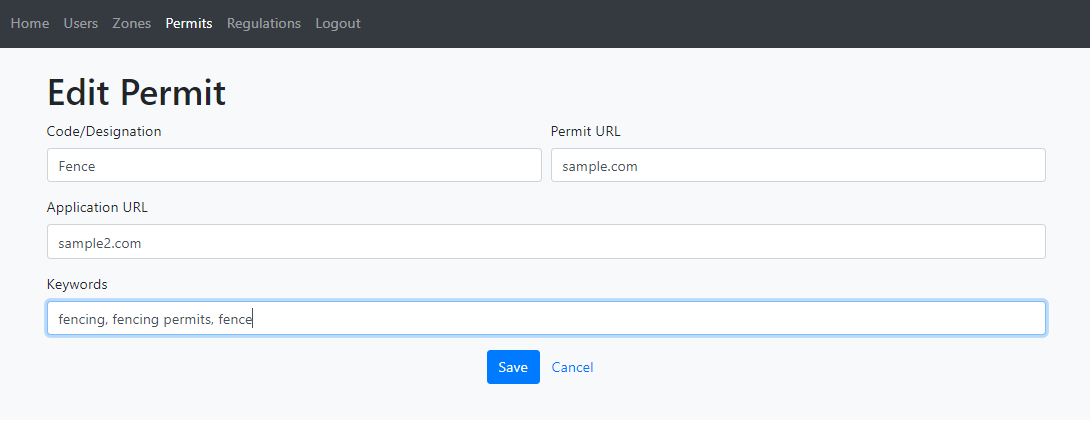 Home Users Zones Permits Regulations Logout
Edit Permit
Code/Designation Permit URL
Fence sample.com
Application URL
sample2.com
Keywords
fencing, fencing permits, fence
Save Cancel